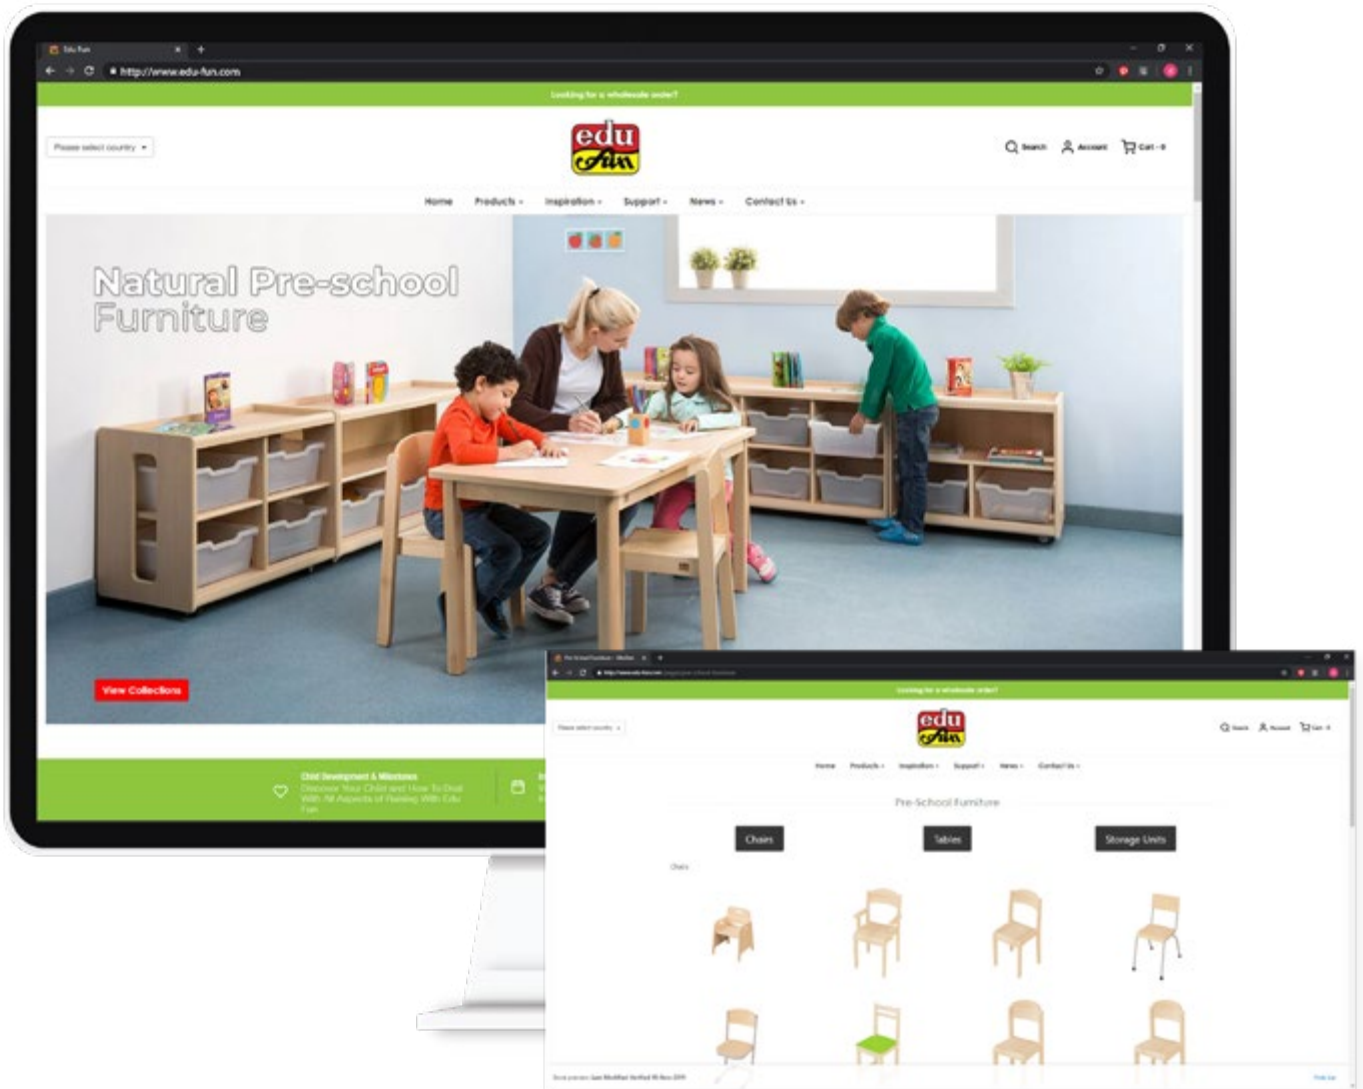 Edu Fun
http://www.edu-fun.com
Looking for a wholesale order?
Please select country
edu
fun
Search Account Cart - 0
Home Products Inspiration Support News Contact Us
Natural Pre-school
Furniture
View Collections
Child Development & Milestones
Discover Your Child and How To Deal
With All Aspects of Raising With Edu
Fun
Looking for a wholesale order?
Please select country
edu
fun
Search Account Cart - 0
Home Products Inspiration Support News Contact Us
Pre-School Furniture
Chairs Tables Storage Units
Chairs